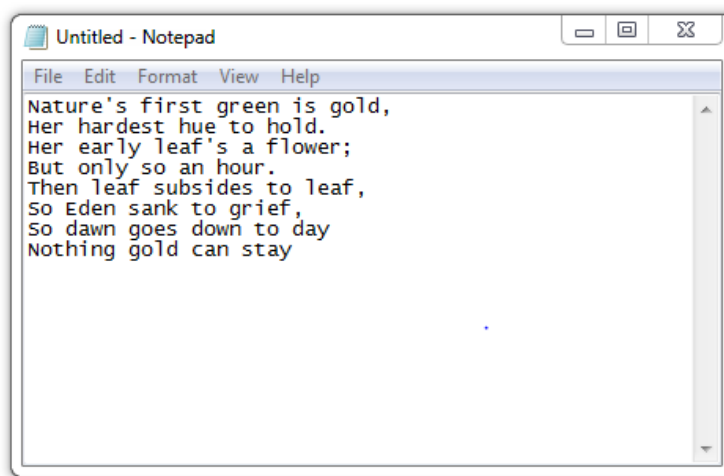 Untitled - Notepad
File Edit Format View Help
Nature's first green is gold,
Her hardest hue to hold.
Her early leaf's a flower;
But only so an hour.
Then leaf subsides to leaf,
So Eden sank to grief,
So dawn goes down to day
Nothing gold can stay